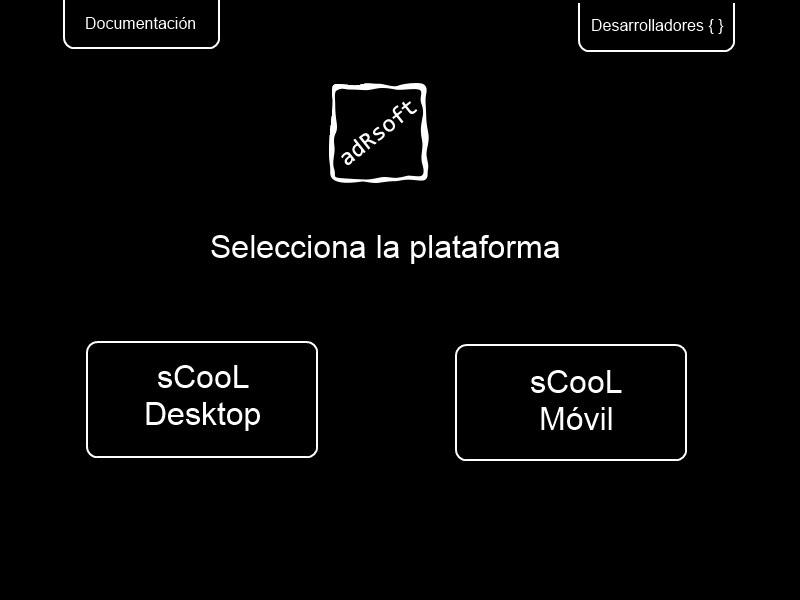 Documentación
Desarrolladores { }
adRsoft
Selecciona la plataforma
sCooL
Desktop
sCooL
Móvil